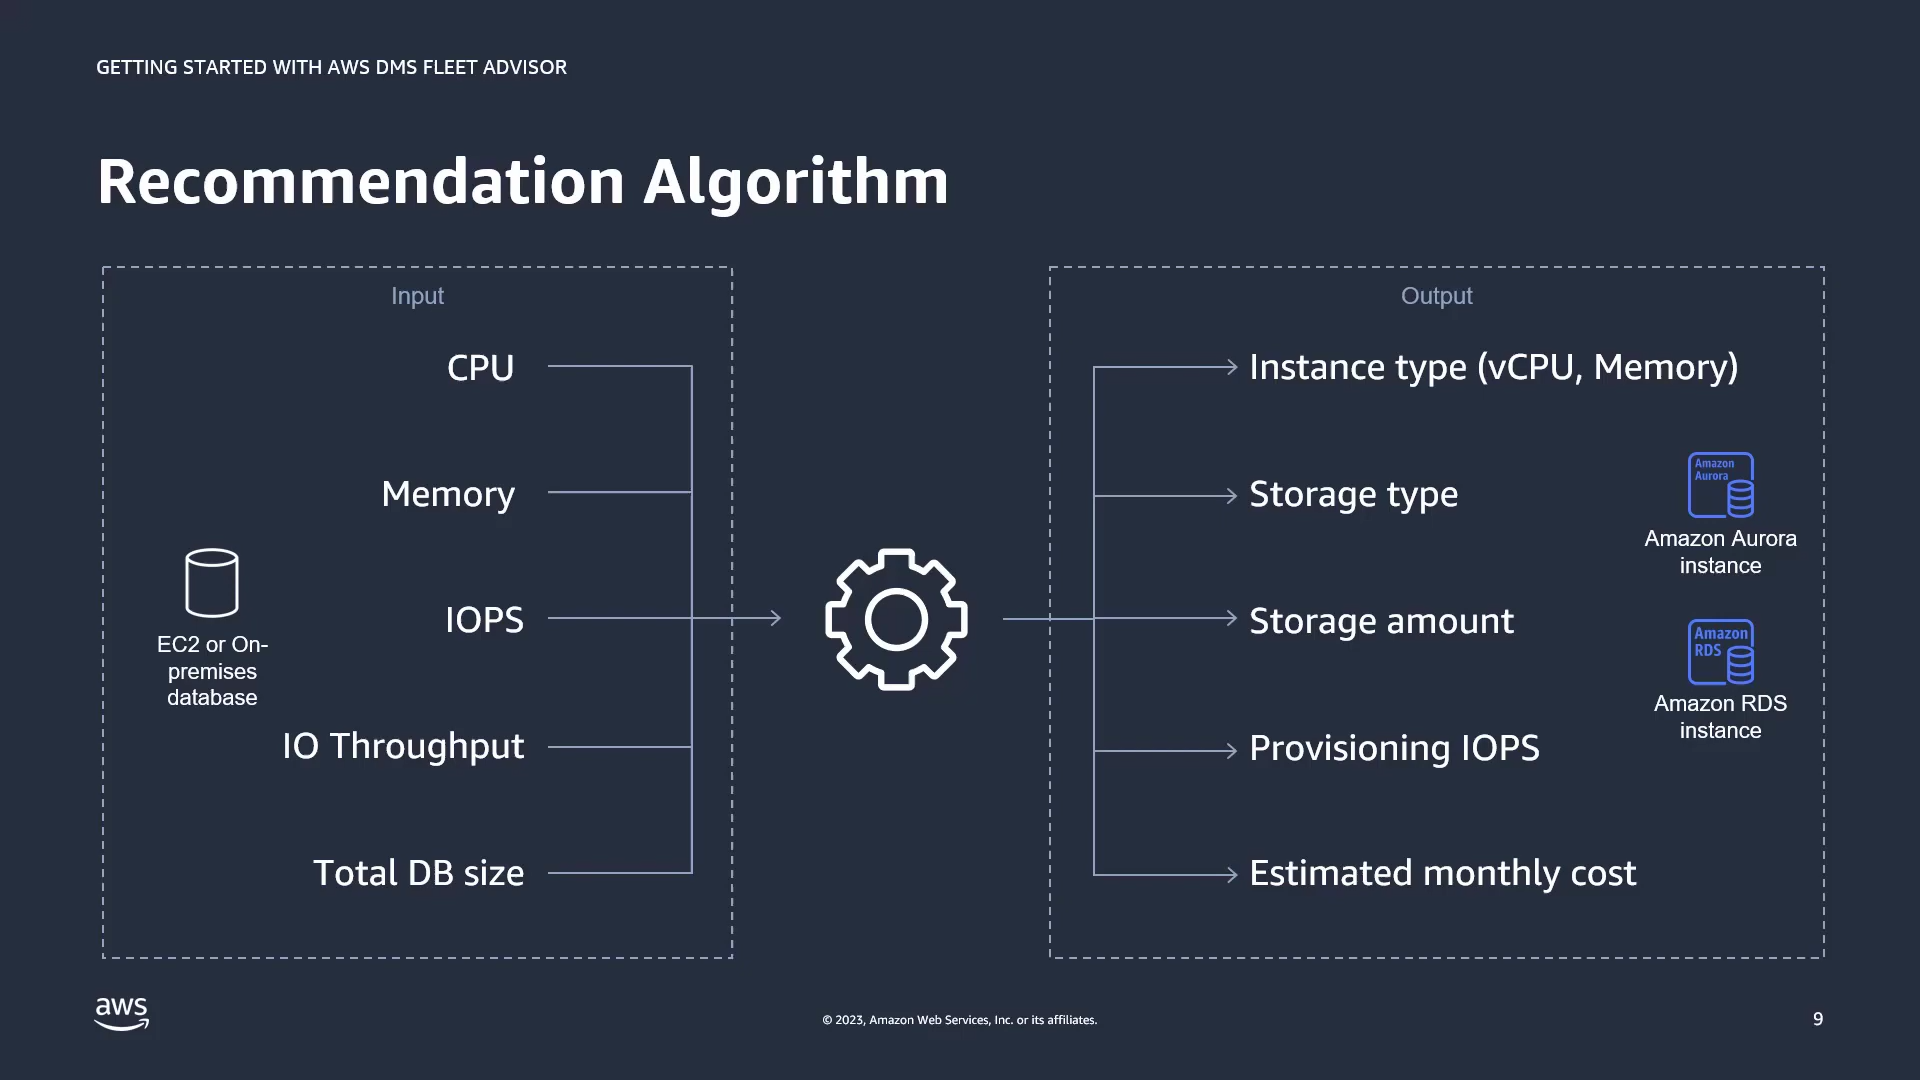 GETTING STARTED WITH AWS DMS FLEET ADVISOR
Recommendation Algorithm
Input
CPU
Memory
IOPS
IO Throughput
Total DB size
EC2 or On-
premises
database
Output
Instance type (vCPU, Memory)
Storage type
Storage amount
Provisioning IOPS
Estimated monthly cost
Amazon
Aurora
Amazon Aurora
instance
Amazon
RDS
Amazon RDS
instance
aws
© 2023, Amazon Web Services, Inc. or its affiliates.
9